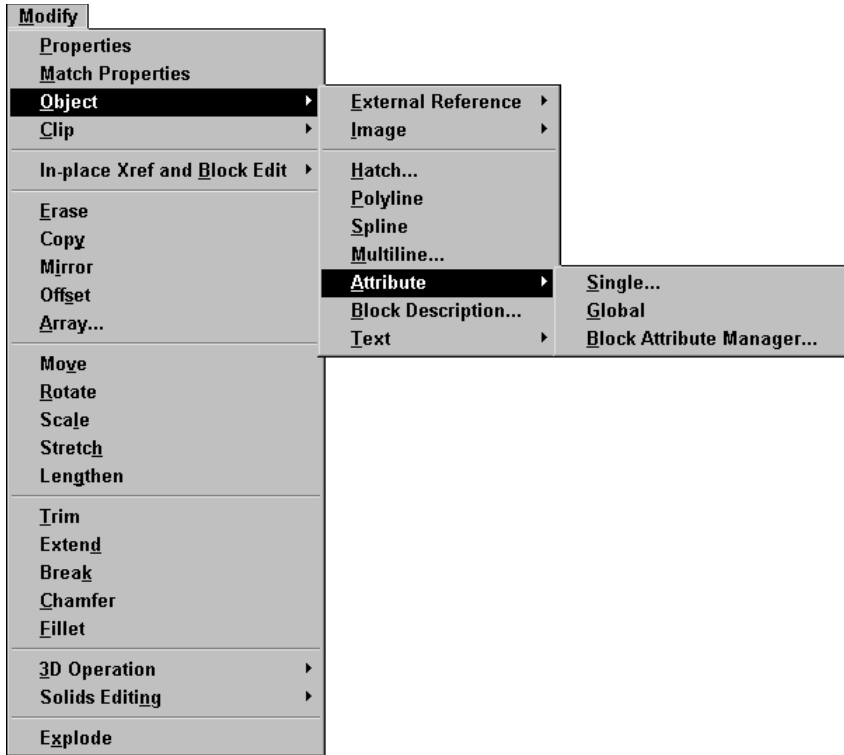 Modify
Properties
Match Properties
Object
Clip
In-place Xref and Block Edit
Erase
Copy
Mirror
Offset
Array...
Move
Rotate
Scale
Stretch
Lengthen
Trim
Extend
Break
Chamfer
Fillet
3D Operation
Solids Editing
Explode
External Reference
Image
Hatch...
Polyline
Spline
Multiline...
Attribute
Block Description...
Text
Single...
Global
Block Attribute Manager...